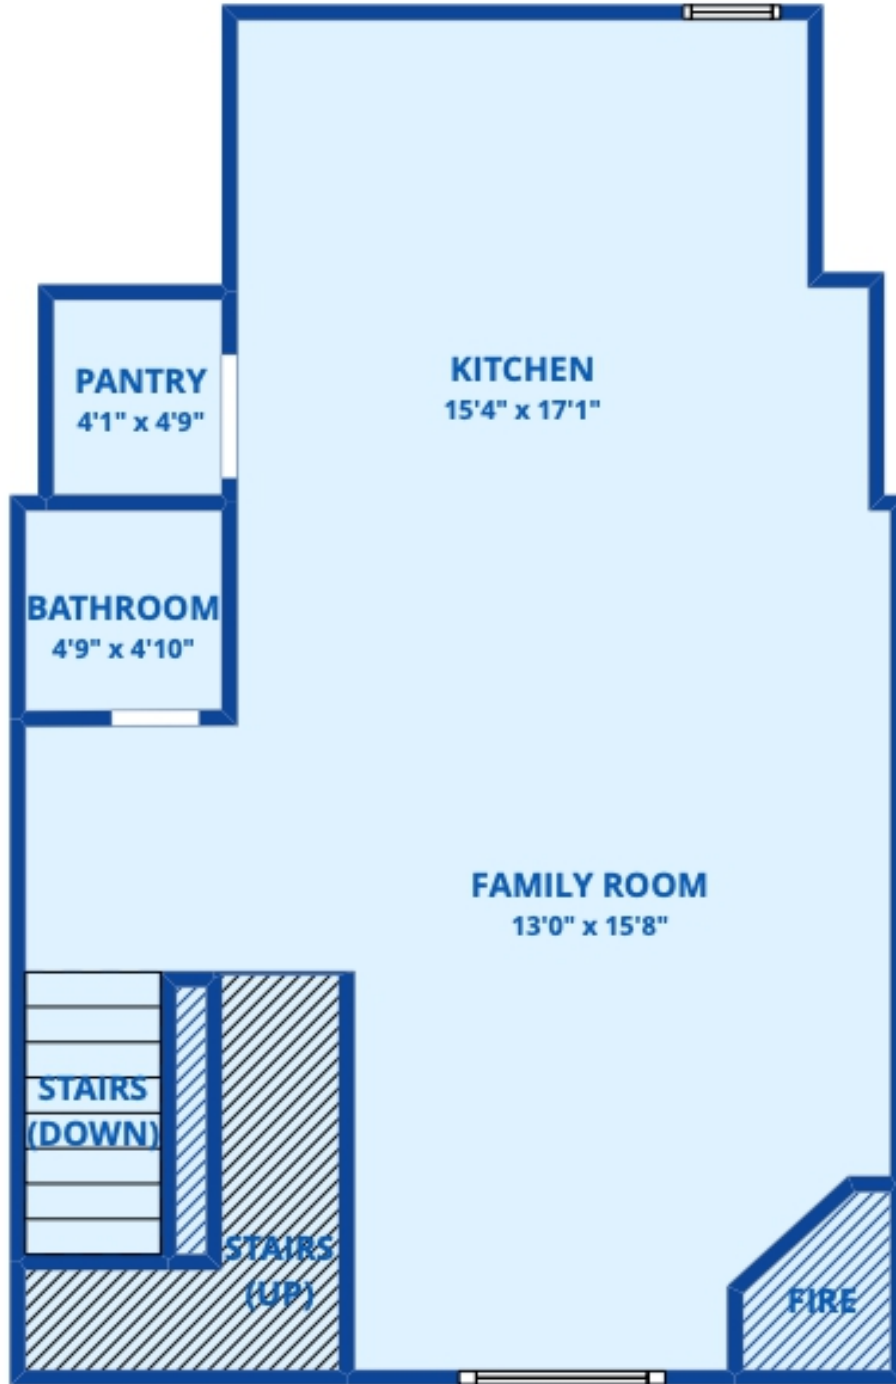 PANTRY
4'1" x 4'9"
KITCHEN
15'4" x 17'1"
BATHROOM
4'9" x 4'10"
FAMILY ROOM
13'0" x 15'8"
STAIRS
(DOWN)
STAIRS
(UP)
FIRE